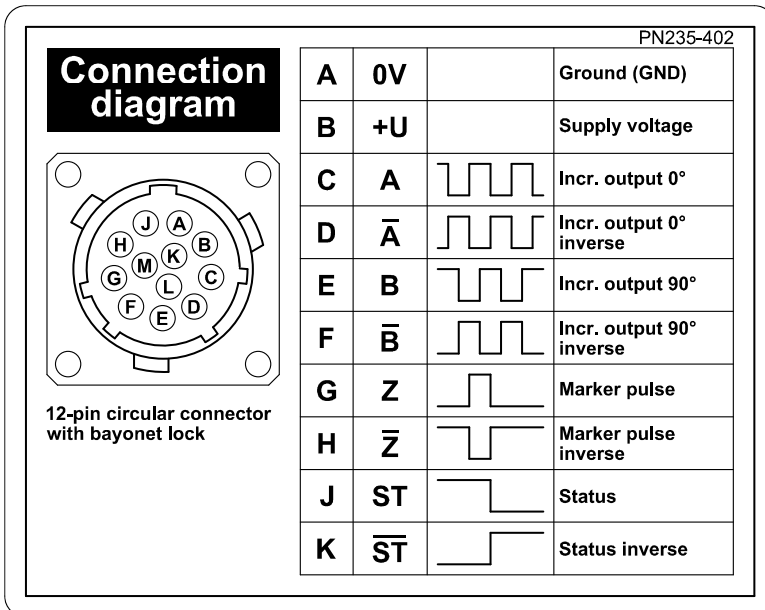 PN235-402
Connection
diagram
J A
H B
M K
G C
L
F D
E
12-pin circular connector
with bayonet lock
A 0V Ground (GND)
B +U Supply voltage
C A Incr. output 0°
D A̅ Incr. output 0°
inverse
E B Incr. output 90°
F B̅ Incr. output 90°
inverse
G Z Marker pulse
H Z̅ Marker pulse
inverse
J ST Status
K S̅T̅ Status inverse